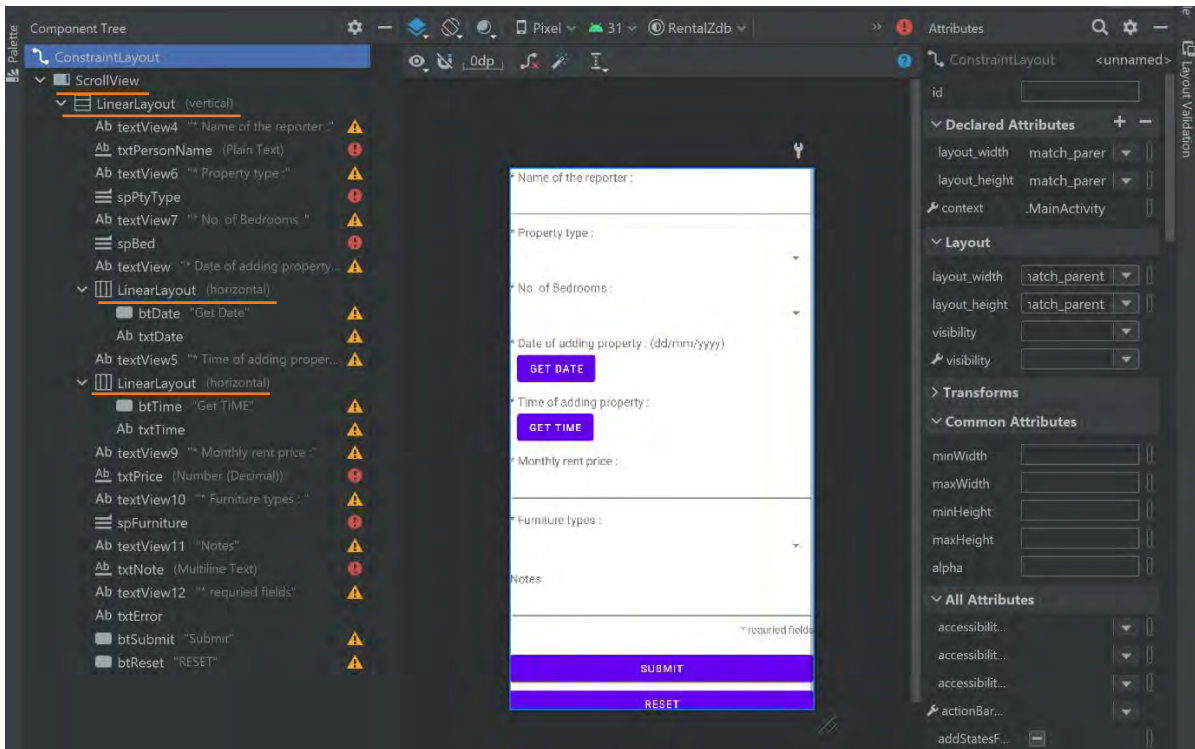 Palette
Component Tree
ConstraintLayout
ScrollView
LinearLayout (vertical)
Ab textView4 "* Name of the reporter :"
Ab txtPersonName (Plain Text)
Ab textView6 "* Property type :"
spPtyType
Ab textView7 "* No. of Bedrooms "
spBed
Ab textView "* Date of adding property...
LinearLayout (horizontal)
btDate "Get Date"
Ab txtDate
Ab textView5 "* Time of adding proper...
LinearLayout (horizontal)
btTime "Get TIME"
Ab txtTime
Ab textView9 "* Monthly rent price :"
Ab txtPrice (Number (Decimal))
Ab textView10 "* Furniture types : "
spFurniture
Ab textView11 "Notes"
Ab txtNote (Multiline Text)
Ab textView12 "* requried fields"
Ab txtError
btSubmit "Submit"
btReset "RESET"
Pixel 31 RentalZdb
0dp
* Name of the reporter :
* Property type :
* No. of Bedrooms :
* Date of adding property : (dd/mm/yyyy)
GET DATE
* Time of adding property :
GET TIME
* Monthly rent price :
* Furniture types :
Notes
* requried fields
SUBMIT
RESET
Attributes
ConstraintLayout <unnamed>
id
Declared Attributes
layout_width match_parer
layout_height match_parer
context .MainActivity
Layout
layout_width natch_parent
layout_height natch_parent
visibility
visibility
Transforms
Common Attributes
minWidth
maxWidth
minHeight
maxHeight
alpha
All Attributes
accessibilit...
accessibilit...
accessibilit...
actionBar...
addStatesF...
Layout Validation